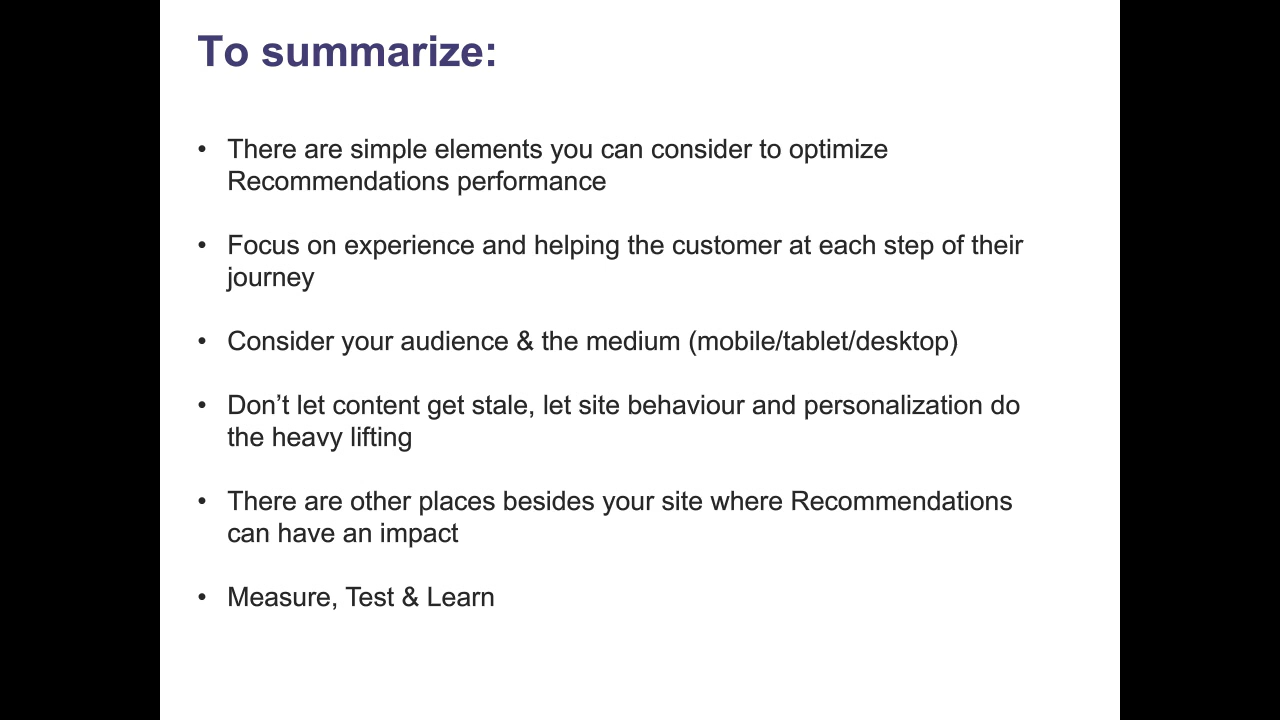 To summarize:
• There are simple elements you can consider to optimize
Recommendations performance
• Focus on experience and helping the customer at each step of their
journey
• Consider your audience & the medium (mobile/tablet/desktop)
• Don’t let content get stale, let site behaviour and personalization do
the heavy lifting
• There are other places besides your site where Recommendations
can have an impact
• Measure, Test & Learn